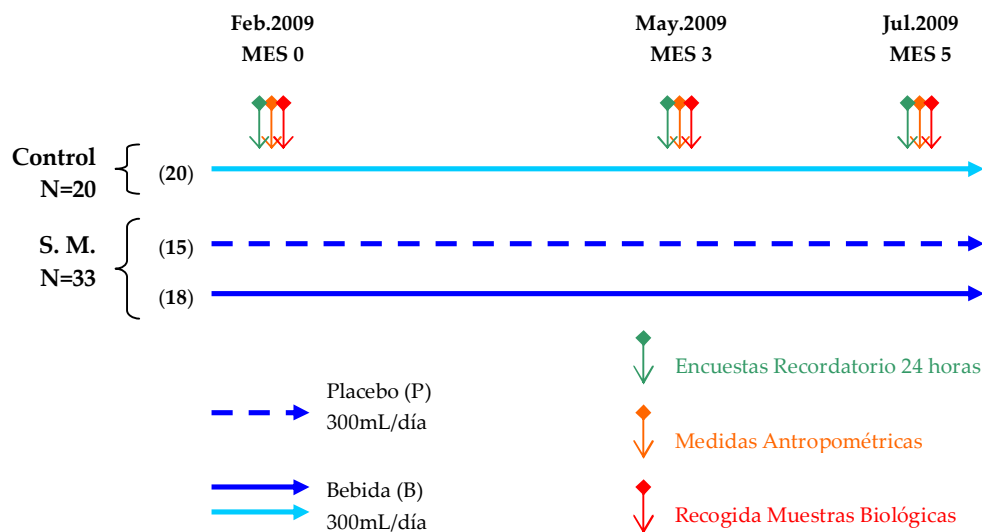 Feb.2009
MES 0
May.2009
MES 3
Jul.2009
MES 5
Control
N=20
(20)
S. M.
N=33
(15)
(18)
Placebo (P)
300mL/día
Bebida (B)
300mL/día
Encuestas Recordatorio 24 horas
Medidas Antropométricas
Recogida Muestras Biológicas